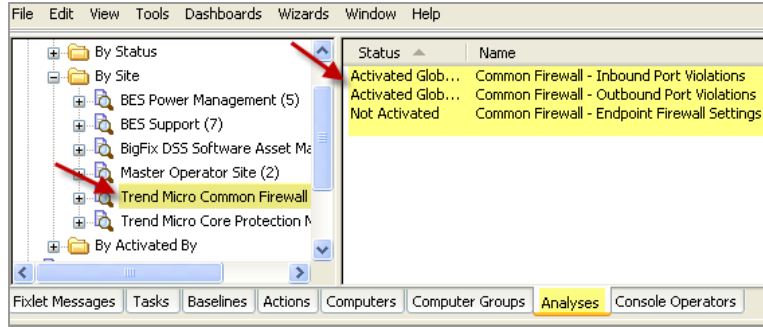 File Edit View Tools Dashboards Wizards Window Help
By Status
By Site
BES Power Management (5)
BES Support (7)
BigFix DSS Software Asset Ma
Master Operator Site (2)
Trend Micro Common Firewall
Trend Micro Core Protection M
By Activated By
Status Name
Activated Glob... Common Firewall - Inbound Port Violations
Activated Glob... Common Firewall - Outbound Port Violations
Not Activated Common Firewall - Endpoint Firewall Settings
Fixlet Messages Tasks Baselines Actions Computers Computer Groups Analyses Console Operators